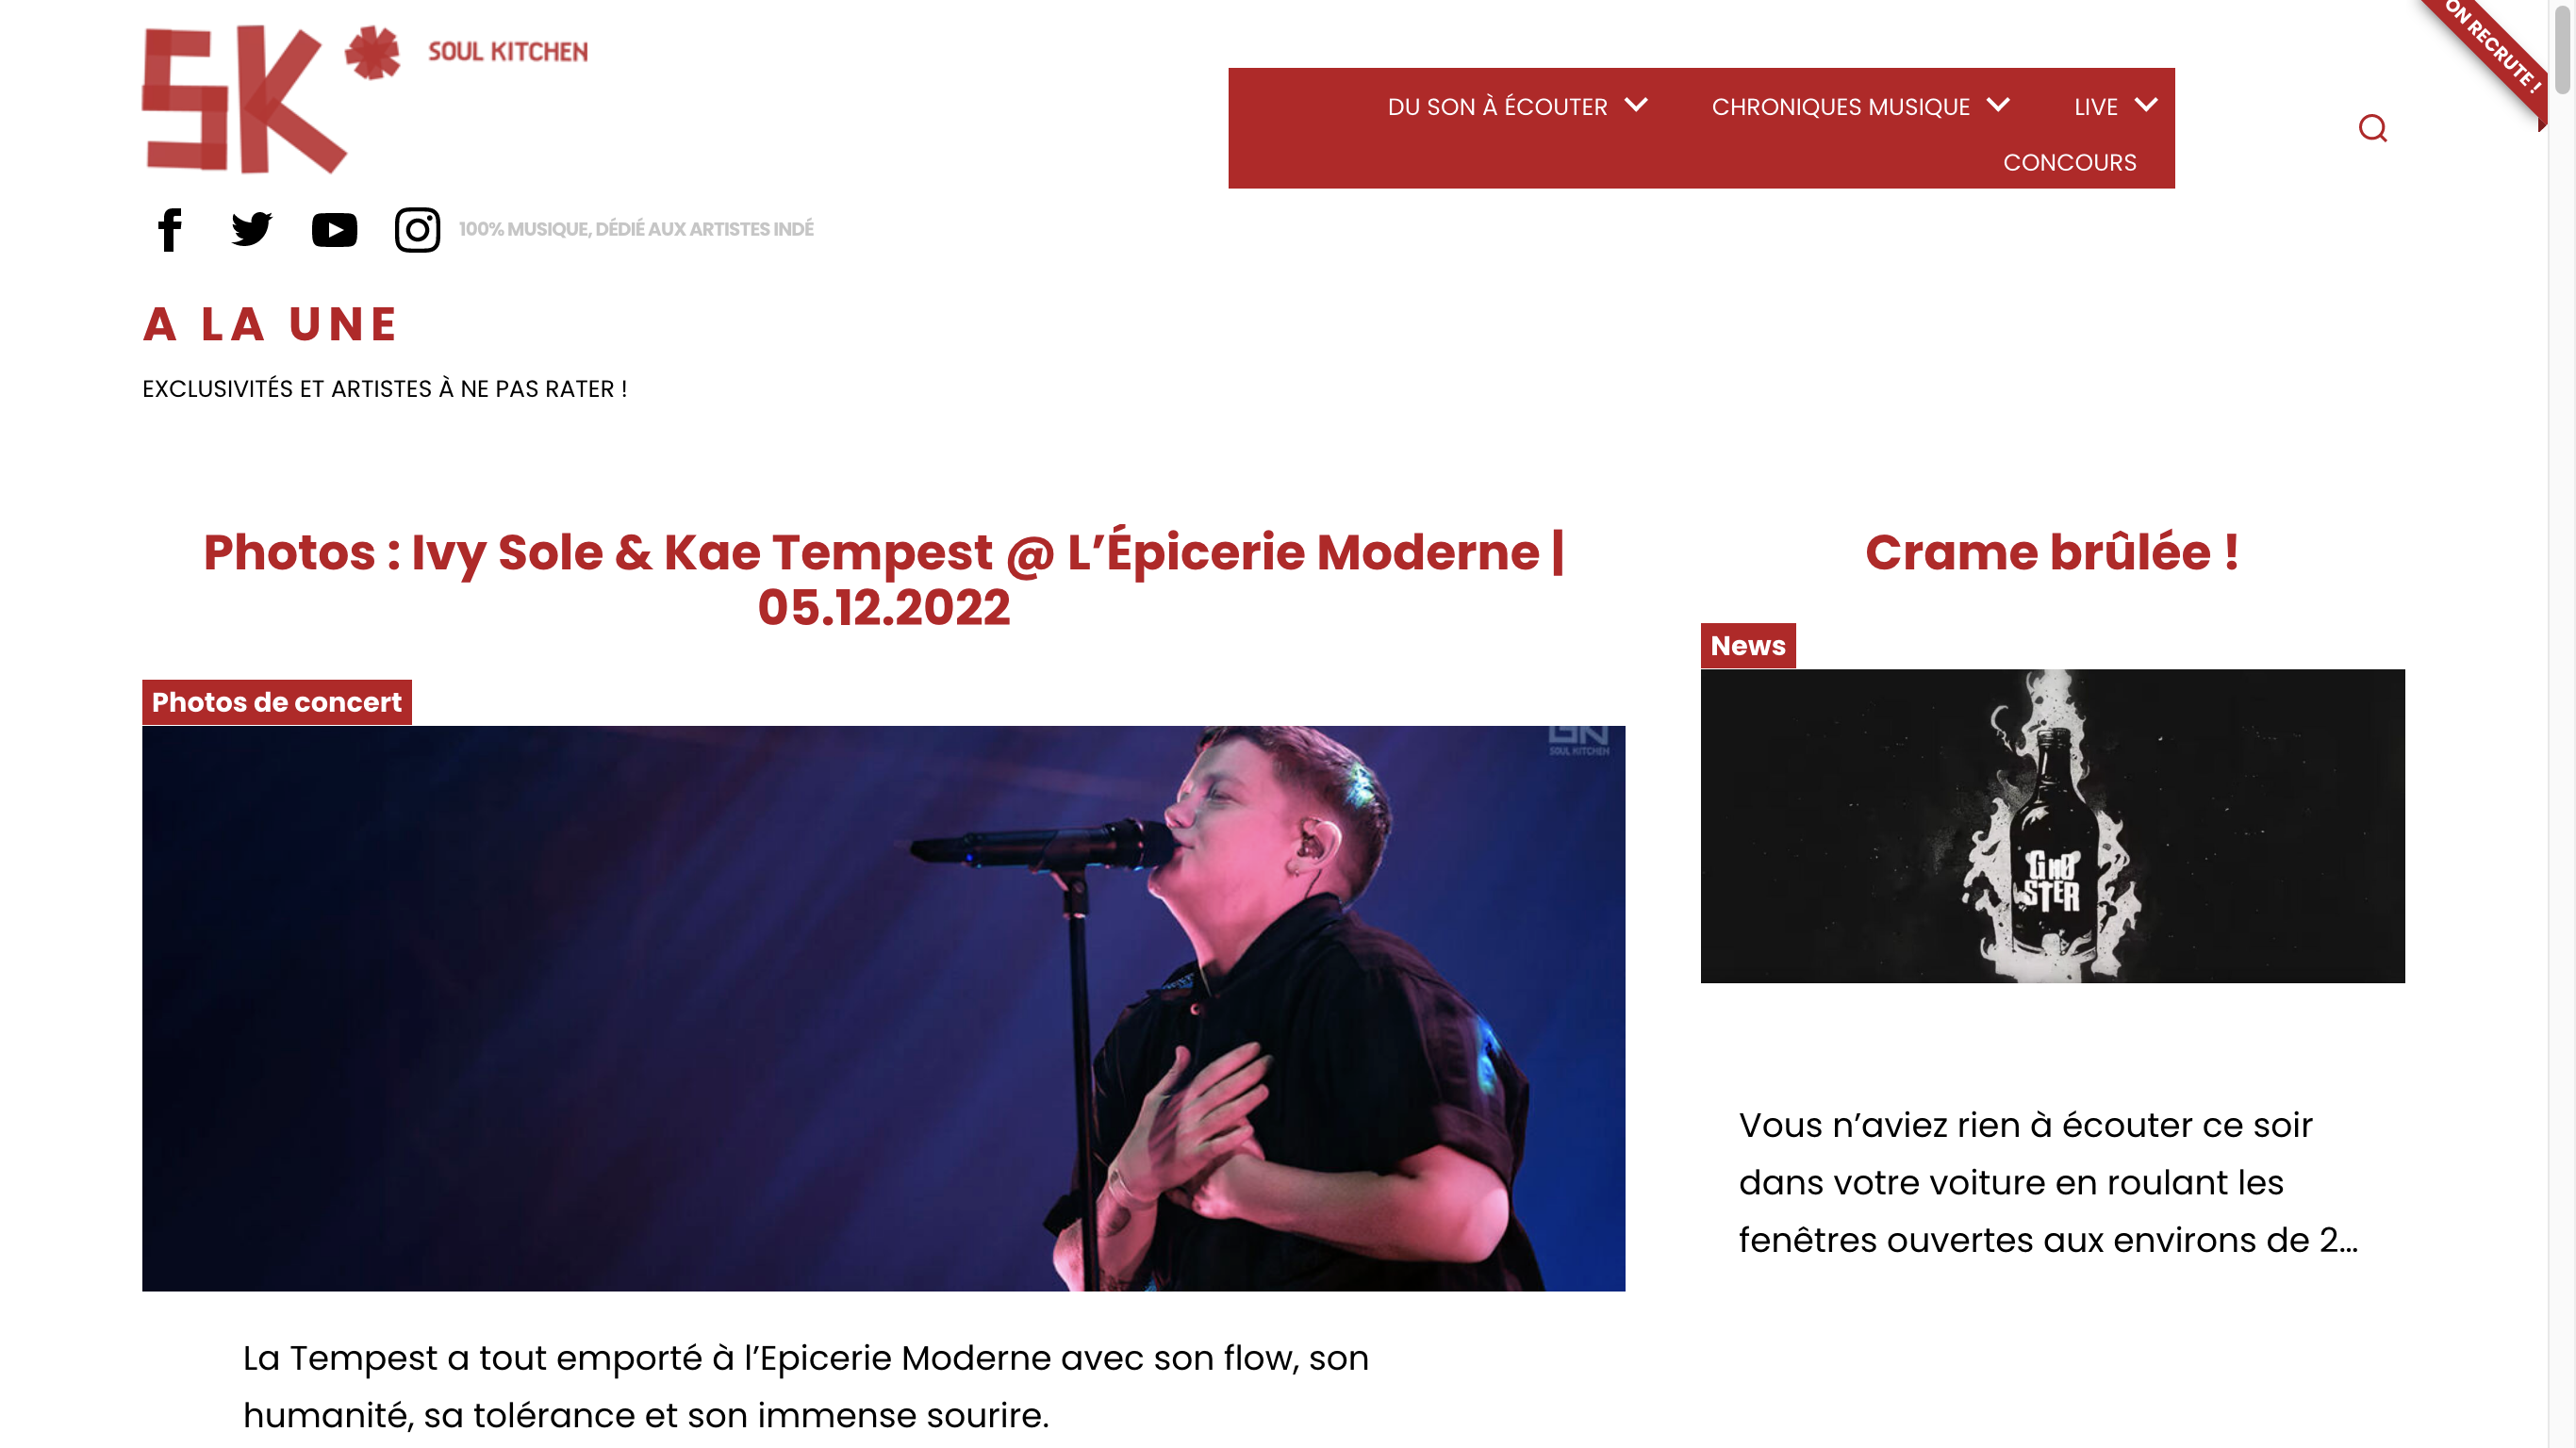 SK* SOUL KITCHEN
ON RECRUTE !
DU SON À ÉCOUTER
CHRONIQUES MUSIQUE
LIVE
CONCOURS
100% MUSIQUE, DÉDIÉ AUX ARTISTES INDÉ
A LA UNE
EXCLUSIVITÉS ET ARTISTES À NE PAS RATER !
Photos : Ivy Sole & Kae Tempest @ L’Épicerie Moderne |
05.12.2022
Photos de concert
SOUL KITCHEN
La Tempest a tout emporté à l’Epicerie Moderne avec son flow, son
humanité, sa tolérance et son immense sourire.
Crame brûlée !
News
GHØ
STER
Vous n’aviez rien à écouter ce soir
dans votre voiture en roulant les
fenêtres ouvertes aux environs de 2...